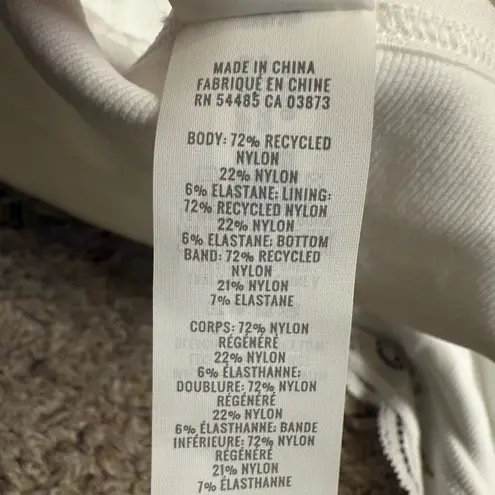 MADE IN CHINA
FABRIQUÉ EN CHINE
RN 54485 CA 03873
BODY: 72% RECYCLED
NYLON
22% NYLON
6% ELASTANE: LINING:
72% RECYCLED NYLON
22% NYLON
6% ELASTANE: BOTTOM
BAND: 72% RECYCLED
NYLON
21% NYLON
7% ELASTANE
CORPS: 72% NYLON
RÉGÉNÉRÉ
22% NYLON
6% ÉLASTHANNE:
DOUBLURE: 72% NYLON
RÉGÉNÉRÉ
22% NYLON
6% ÉLASTHANNE: BANDE
INFÉRIEURE: 72% NYLON
RÉGÉNÉRÉ
21% NYLON
7% ÉLASTHANNE